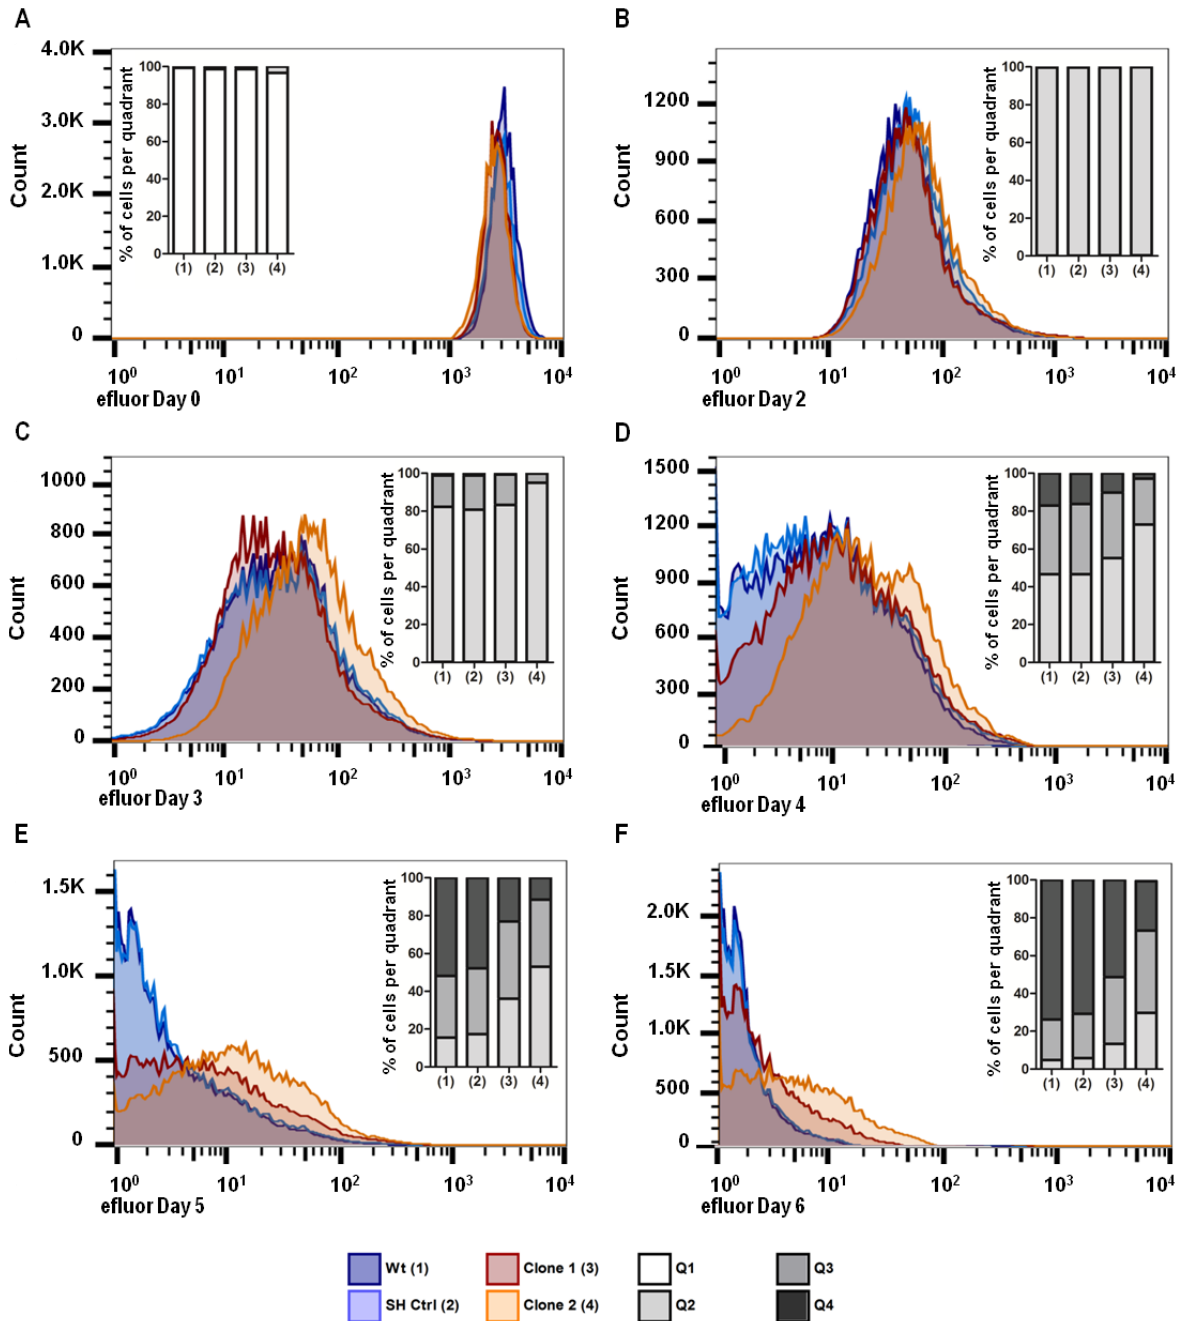 A
4.0K
3.0K
2.0K
1.0K
0
Count
100
80
60
40
20
0
% of cells per quadrant
(1) (2) (3) (4)
10⁰ 10¹ 10² 10³ 10⁴
efluor Day 0
B
1200
900
600
300
0
Count
100
80
60
40
20
0
% of cells per quadrant
(1) (2) (3) (4)
10⁰ 10¹ 10² 10³ 10⁴
efluor Day 2
C
1000
800
600
400
200
0
Count
100
80
60
40
20
0
% of cells per quadrant
(1) (2) (3) (4)
10⁰ 10¹ 10² 10³ 10⁴
efluor Day 3
D
1500
1200
900
600
300
0
Count
100
80
60
40
20
0
% of cells per quadrant
(1) (2) (3) (4)
10⁰ 10¹ 10² 10³ 10⁴
efluor Day 4
E
1.5K
1.0K
500
0
Count
100
80
60
40
20
0
% of cells per quadrant
(1) (2) (3) (4)
10⁰ 10¹ 10² 10³ 10⁴
efluor Day 5
F
2.0K
1.5K
1.0K
500
0
Count
100
80
60
40
20
0
% of cells per quadrant
(1) (2) (3) (4)
10⁰ 10¹ 10² 10³ 10⁴
efluor Day 6
Wt (1) Clone 1 (3) Q1 Q3
SH Ctrl (2) Clone 2 (4) Q2 Q4